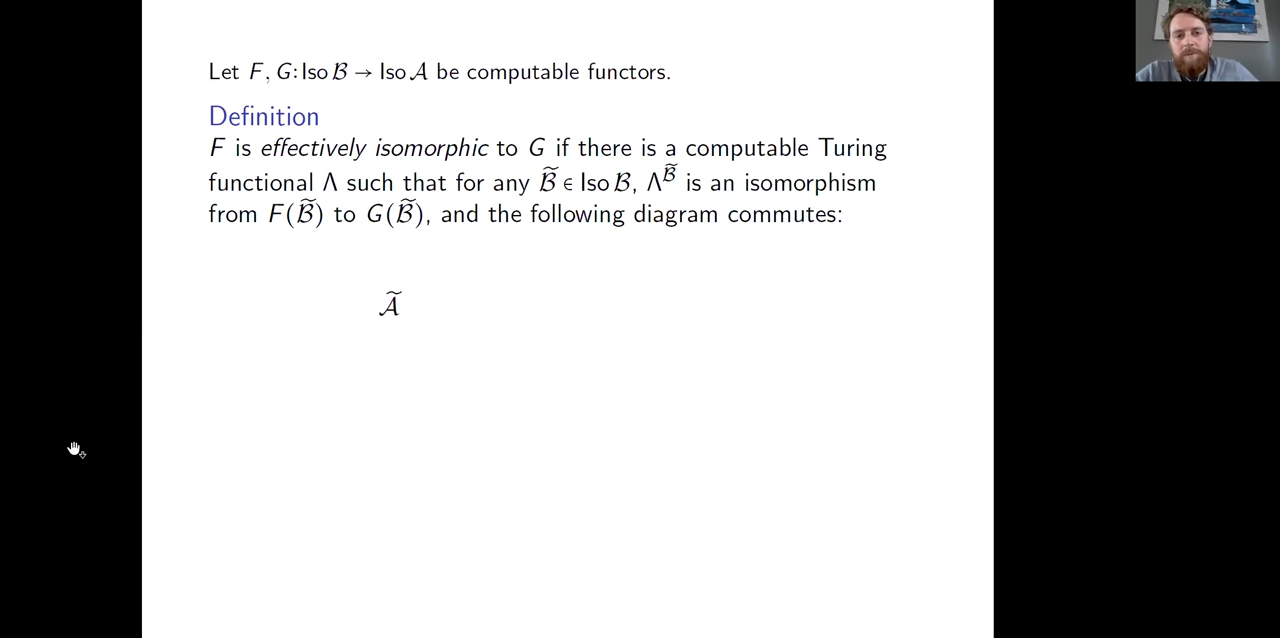 Let F, G: Iso ℬ → Iso 𝒜 be computable functors.
Definition
F is effectively isomorphic to G if there is a computable Turing
functional Λ such that for any ℬ̃ ∈ Iso ℬ, Λ^ℬ̃ is an isomorphism
from F(ℬ̃) to G(ℬ̃), and the following diagram commutes:
𝒜̃